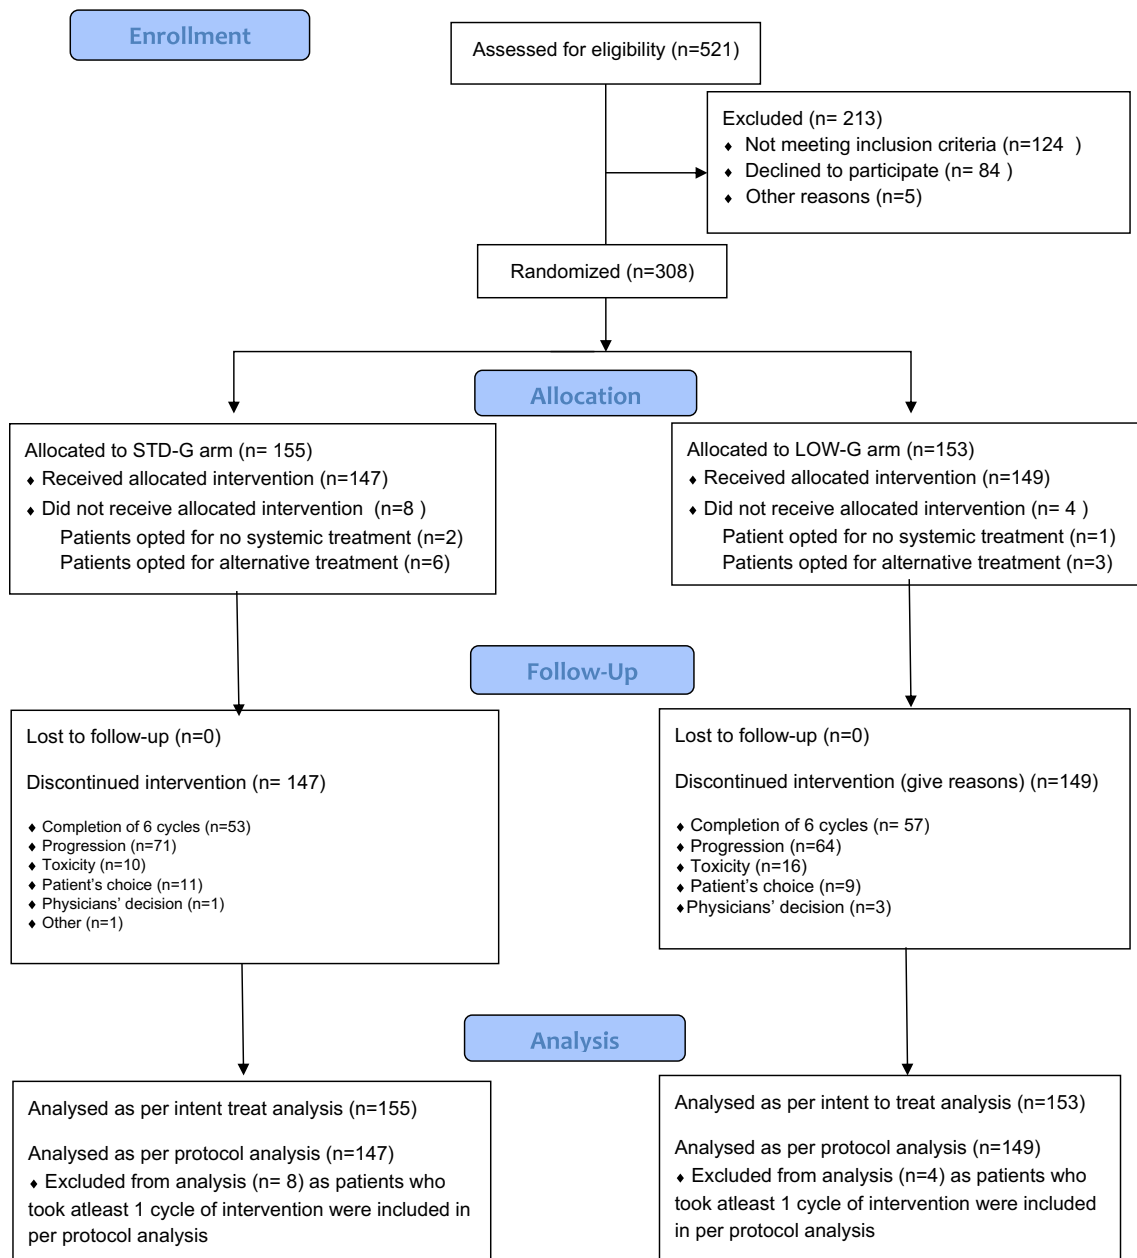 Enrollment
Assessed for eligibility (n=521)
Excluded (n= 213)
♦ Not meeting inclusion criteria (n=124 )
♦ Declined to participate (n= 84 )
♦ Other reasons (n=5)
Randomized (n=308)
Allocation
Allocated to STD-G arm (n= 155)
♦ Received allocated intervention (n=147)
♦ Did not receive allocated intervention (n=8 )
Patients opted for no systemic treatment (n=2)
Patients opted for alternative treatment (n=6)
Allocated to LOW-G arm (n=153)
♦ Received allocated intervention (n=149)
♦ Did not receive allocated intervention (n= 4 )
Patient opted for no systemic treatment (n=1)
Patients opted for alternative treatment (n=3)
Follow-Up
Lost to follow-up (n=0)
Discontinued intervention (n= 147)
♦ Completion of 6 cycles (n=53)
♦ Progression (n=71)
♦ Toxicity (n=10)
♦ Patient’s choice (n=11)
♦ Physicians’ decision (n=1)
♦ Other (n=1)
Lost to follow-up (n=0)
Discontinued intervention (give reasons) (n=149)
♦ Completion of 6 cycles (n= 57)
♦ Progression (n=64)
♦ Toxicity (n=16)
♦ Patient’s choice (n=9)
♦Physicians’ decision (n=3)
Analysis
Analysed as per intent treat analysis (n=155)
Analysed as per protocol analysis (n=147)
♦ Excluded from analysis (n= 8) as patients who
took atleast 1 cycle of intervention were included in
per protocol analysis
Analysed as per intent to treat analysis (n=153)
Analysed as per protocol analysis (n=149)
♦ Excluded from analysis (n=4) as patients who
took atleast 1 cycle of intervention were included
in per protocol analysis